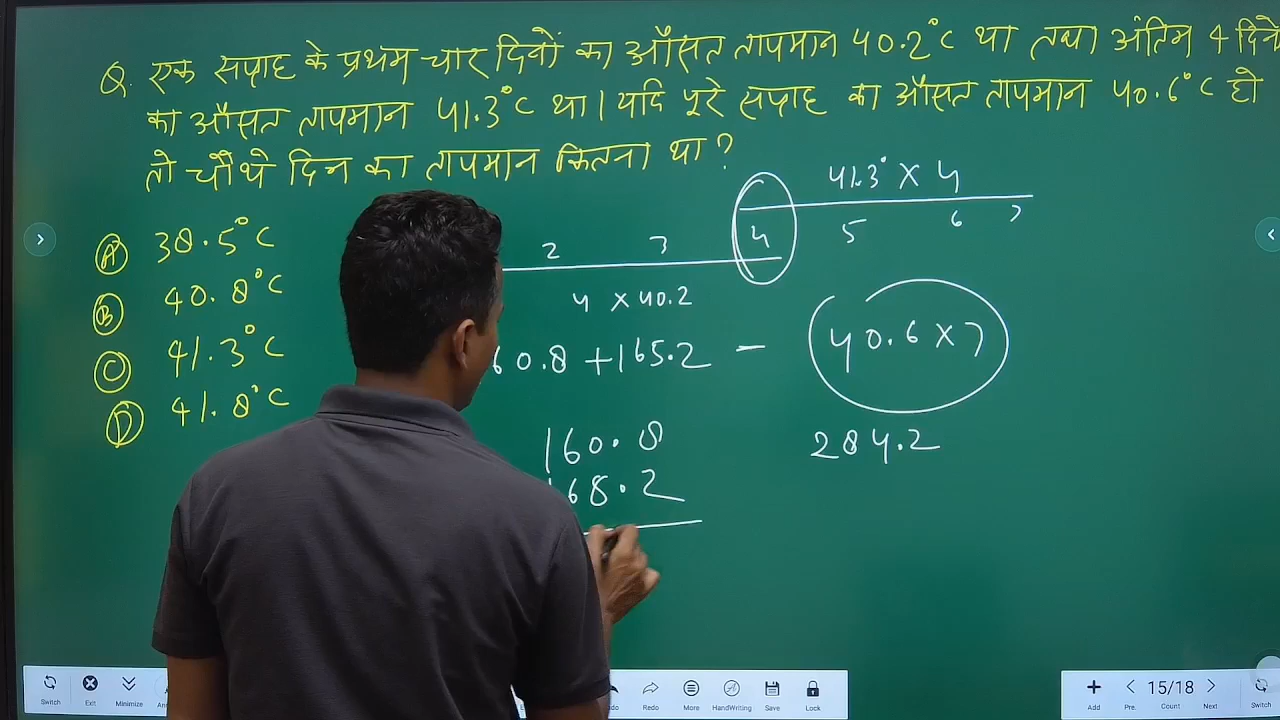 Q. एक सप्ताह के प्रथम चार दिनों का औसत तापमान 40.2°C था तथा अंतिम 4 दिनों
का औसत तापमान 41.3°C था। यदि पूरे सप्ताह का औसत तापमान 40.6°C हो
तो चौथे दिन का तापमान कितना था?
(A) 38.5°C
(B) 40.8°C
(C) 41.3°C
(D) 41.8°C
41.3° × 4
2 3 4 5 6 7
4 × 40.2
60.8 + 165.2 - 40.6 × 7
160.8
284.2
68.2
Switch Exit Minimize Redo Menu HandWriting Save Lock
Add Pre. 15/18 Count Next Switch